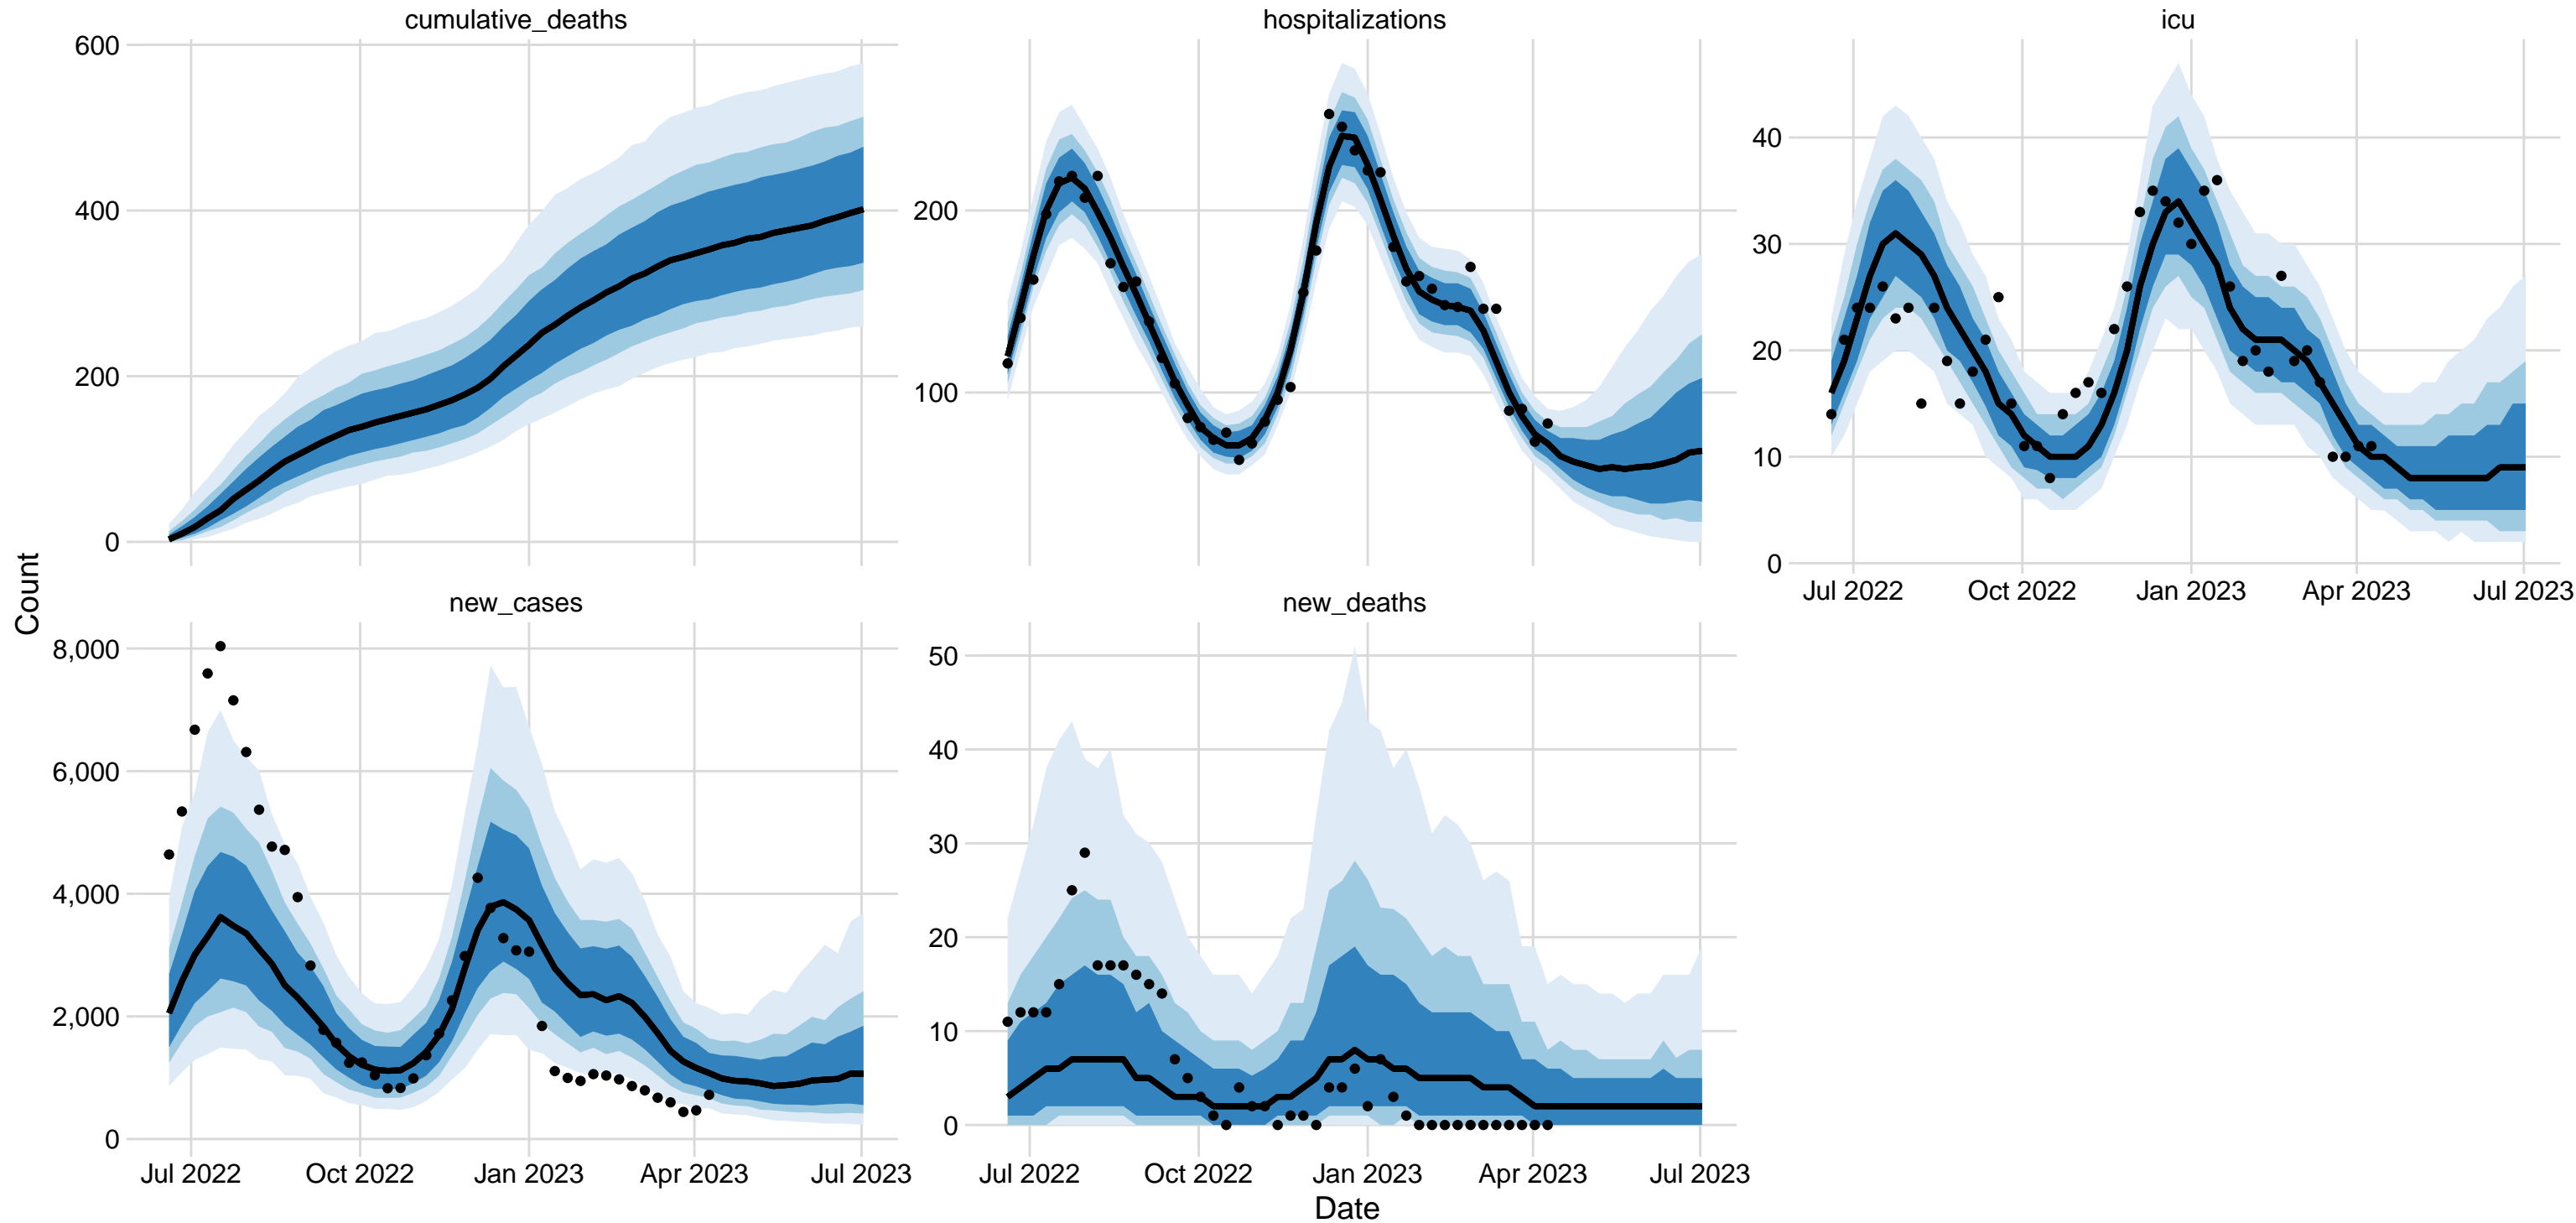 cumulative_deaths
hospitalizations
icu
600
400
200
0
200
100
40
30
20
10
0
Jul 2022 Oct 2022 Jan 2023 Apr 2023 Jul 2023
Count
new_cases
new_deaths
8,000
6,000
4,000
2,000
0
50
40
30
20
10
0
Jul 2022 Oct 2022 Jan 2023 Apr 2023 Jul 2023
Jul 2022 Oct 2022 Jan 2023 Apr 2023 Jul 2023
Date